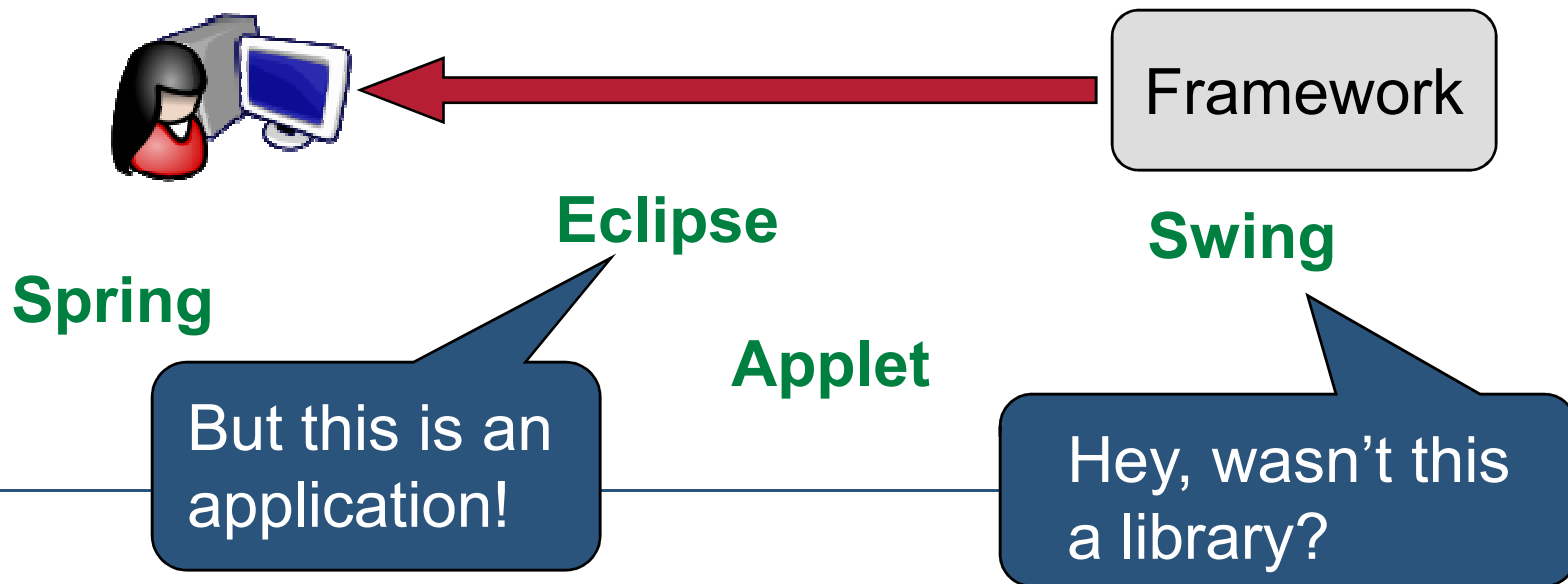 Framework
Eclipse
Swing
Spring
Applet
But this is an
application!
Hey, wasn’t this
a library?